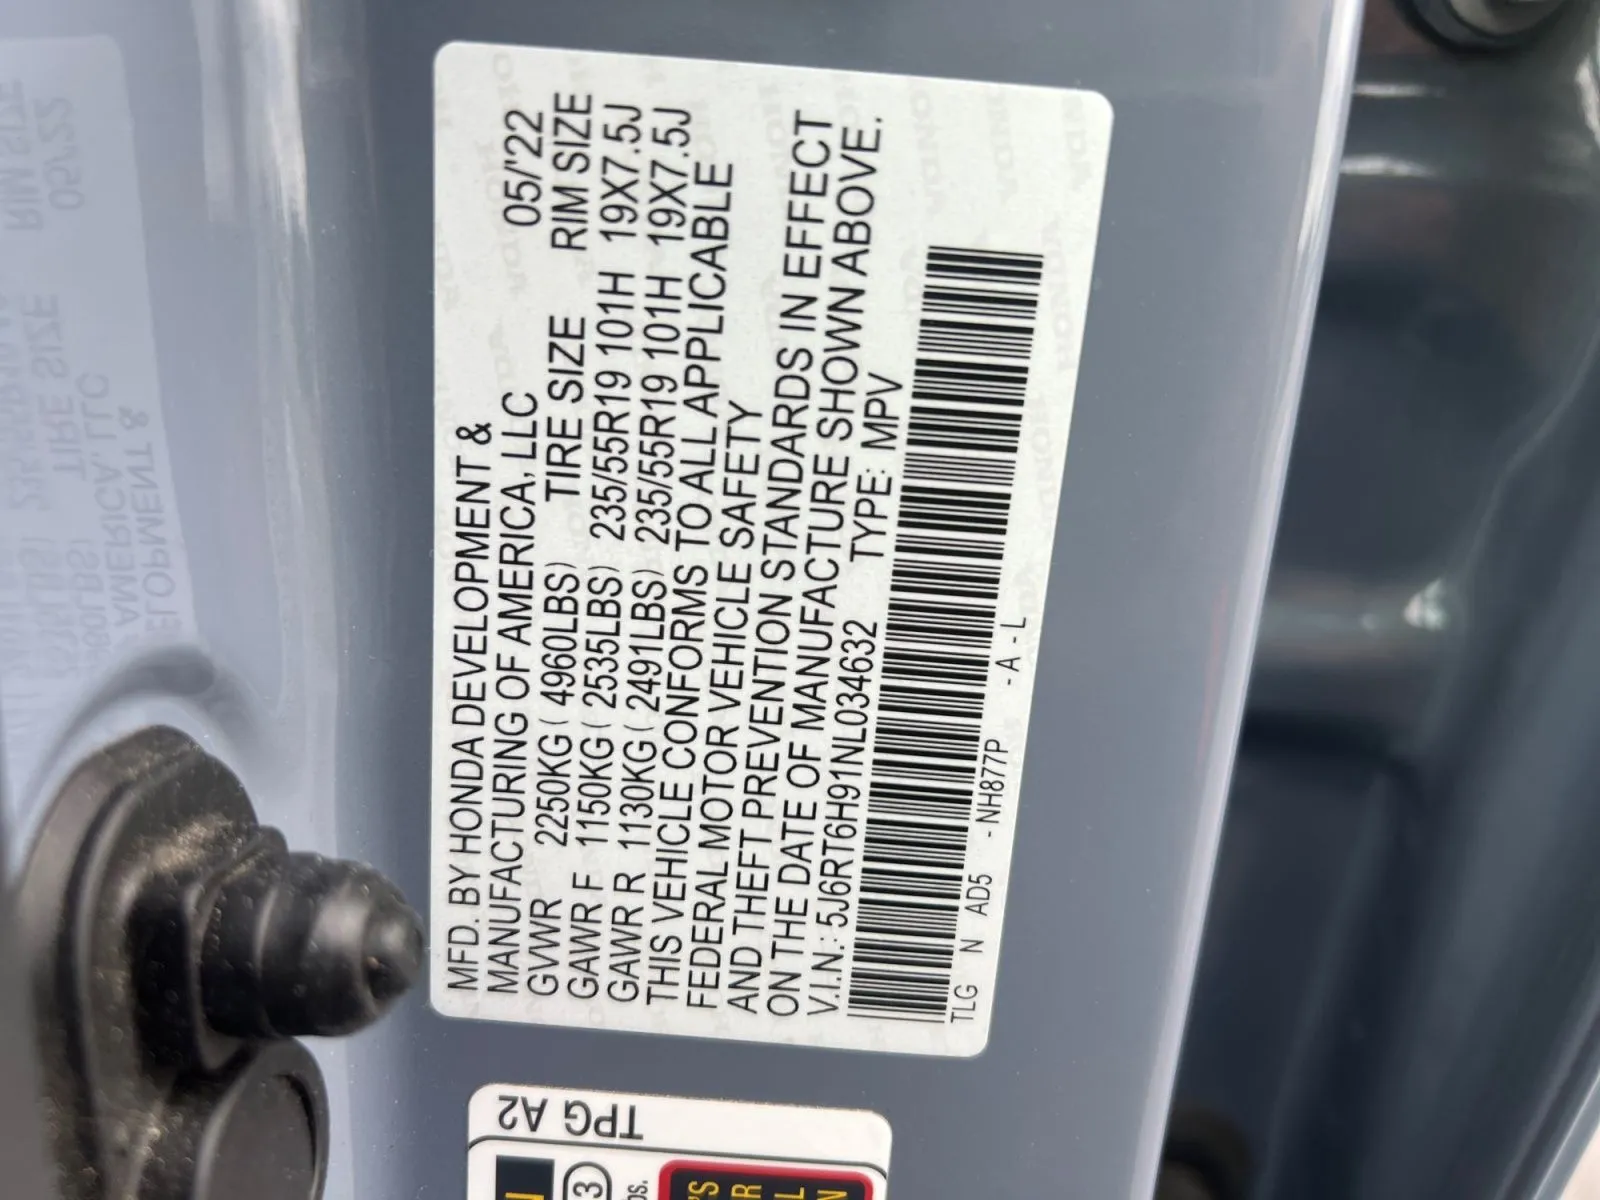 MFD. BY HONDA DEVELOPMENT &
MANUFACTURING OF AMERICA, LLC 05/'22
GVWR 2250KG ( 4960LBS) TIRE SIZE RIM SIZE
GAWR F 1150KG ( 2535LBS) 235/55R19 101H 19X7.5J
GAWR R 1130KG ( 2491LBS) 235/55R19 101H 19X7.5J
THIS VEHICLE CONFORMS TO ALL APPLICABLE
FEDERAL MOTOR VEHICLE SAFETY
AND THEFT PREVENTION STANDARDS IN EFFECT
ON THE DATE OF MANUFACTURE SHOWN ABOVE.
V.I.N.: 5J6RT6H91NL034632 TYPE: MPV
TLG N AD5 -NH877P -A-L
TPG A2